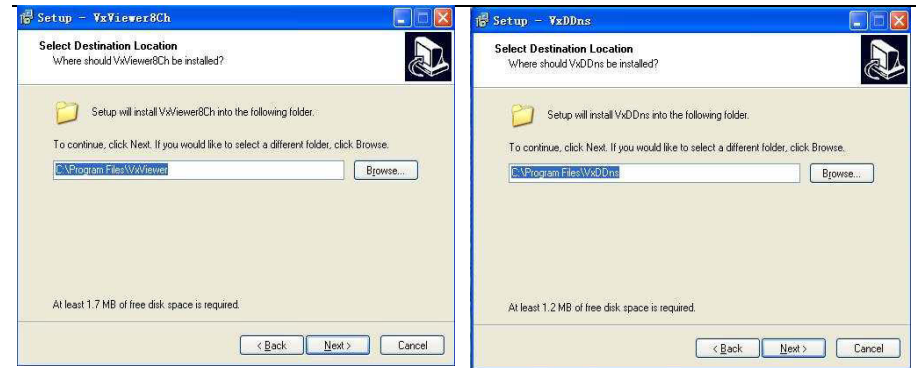 Setup - VxViewer8Ch
Select Destination Location
Where should VxViewer8Ch be installed?
Setup will install VxViewer8Ch into the following folder.
To continue, click Next. If you would like to select a different folder, click Browse.
C:\Program Files\VxViewer
Browse...
At least 1.7 MB of free disk space is required.
< Back
Next >
Cancel
Setup - VxDDns
Select Destination Location
Where should VxDDns be installed?
Setup will install VxDDns into the following folder.
To continue, click Next. If you would like to select a different folder, click Browse.
C:\Program Files\VxDDns
Browse...
At least 1.2 MB of free disk space is required.
< Back
Next >
Cancel